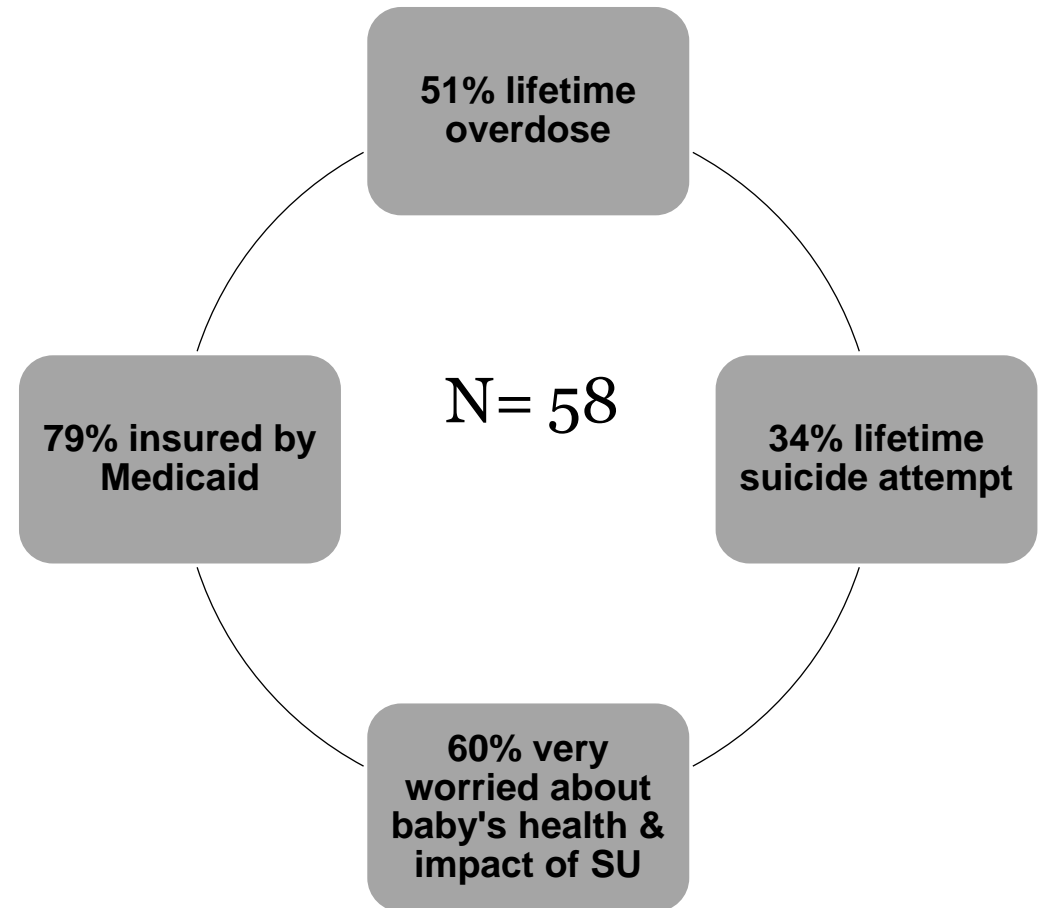 51% lifetime
overdose
79% insured by
Medicaid
N= 58
34% lifetime
suicide attempt
60% very
worried about
baby's health &
impact of SU